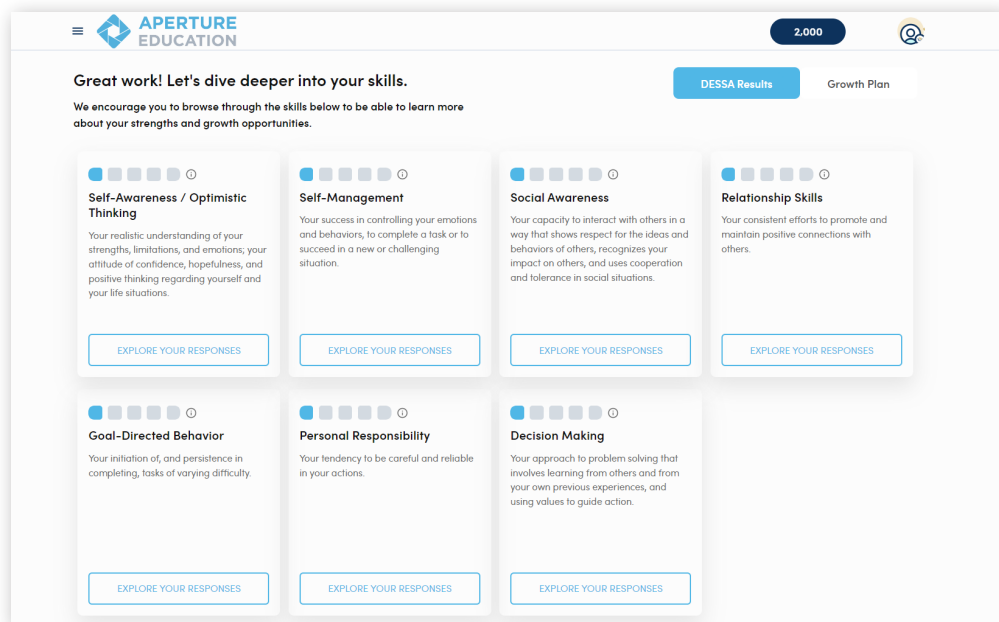 APERTURE
EDUCATION
2,000
Great work! Let's dive deeper into your skills.
We encourage you to browse through the skills below to be able to learn more
about your strengths and growth opportunities.
DESSA Results
Growth Plan
Self-Awareness / Optimistic
Thinking
Your realistic understanding of your
strengths, limitations, and emotions; your
attitude of confidence, hopefulness, and
positive thinking regarding yourself and
your life situations.
EXPLORE YOUR RESPONSES
Self-Management
Your success in controlling your emotions
and behaviors, to complete a task or to
succeed in a new or challenging
situation.
EXPLORE YOUR RESPONSES
Social Awareness
Your capacity to interact with others in a
way that shows respect for the ideas and
behaviors of others, recognizes your
impact on others, and uses cooperation
and tolerance in social situations.
EXPLORE YOUR RESPONSES
Relationship Skills
Your consistent efforts to promote and
maintain positive connections with
others.
EXPLORE YOUR RESPONSES
Goal-Directed Behavior
Your initiation of, and persistence in
completing, tasks of varying difficulty.
EXPLORE YOUR RESPONSES
Personal Responsibility
Your tendency to be careful and reliable
in your actions.
EXPLORE YOUR RESPONSES
Decision Making
Your approach to problem solving that
involves learning from others and from
your own previous experiences, and
using values to guide action.
EXPLORE YOUR RESPONSES